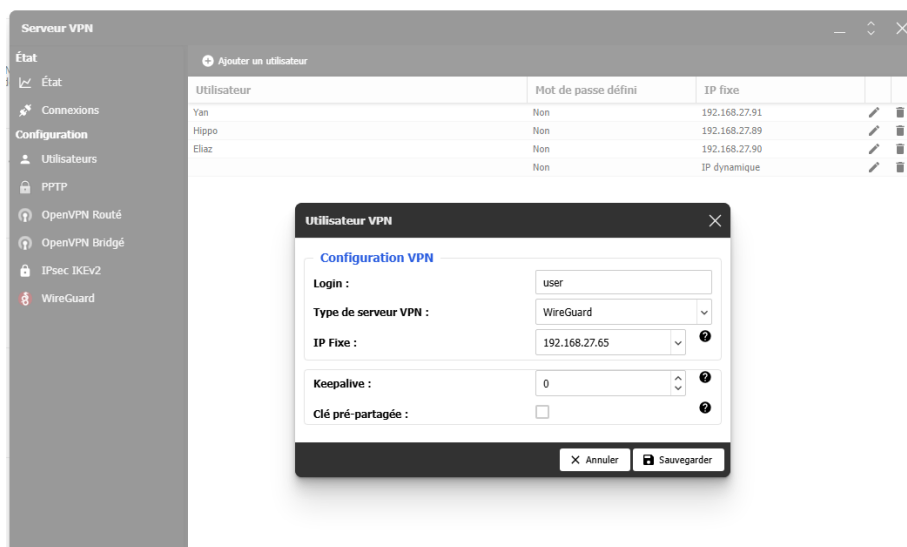 Serveur VPN
État
Ajouter un utilisateur
État
Utilisateur Mot de passe défini IP fixe
Connexions
Yan Non 192.168.27.91
Configuration
Hippo Non 192.168.27.89
Utilisateurs
Eliaz Non 192.168.27.90
Non IP dynamique
PPTP
OpenVPN Routé
OpenVPN Bridgé
IPsec IKEv2
WireGuard
Utilisateur VPN
Configuration VPN
Login : user
Type de serveur VPN : WireGuard
IP Fixe : 192.168.27.65
Keepalive : 0
Clé pré-partagée :
Annuler Sauvegarder